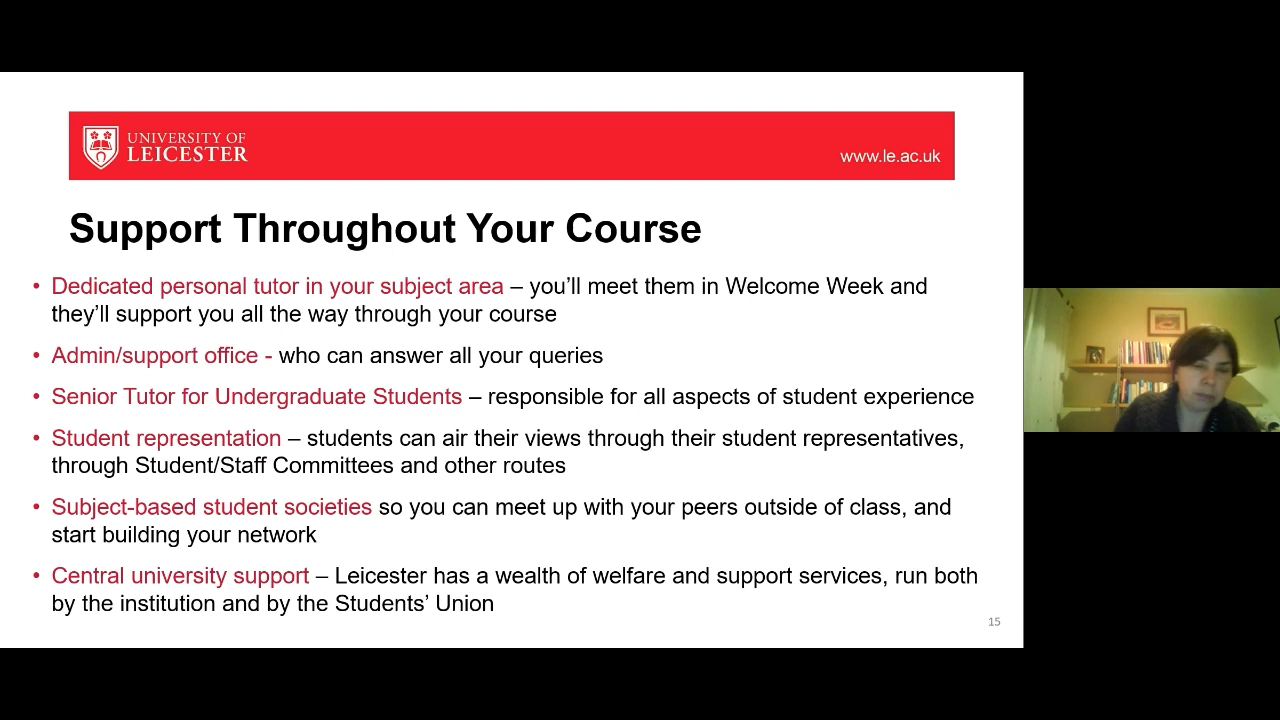 UNIVERSITY OF
LEICESTER
www.le.ac.uk
Support Throughout Your Course
• Dedicated personal tutor in your subject area – you’ll meet them in Welcome Week and
they’ll support you all the way through your course
• Admin/support office - who can answer all your queries
• Senior Tutor for Undergraduate Students – responsible for all aspects of student experience
• Student representation – students can air their views through their student representatives,
through Student/Staff Committees and other routes
• Subject-based student societies so you can meet up with your peers outside of class, and
start building your network
• Central university support – Leicester has a wealth of welfare and support services, run both
by the institution and by the Students’ Union
15